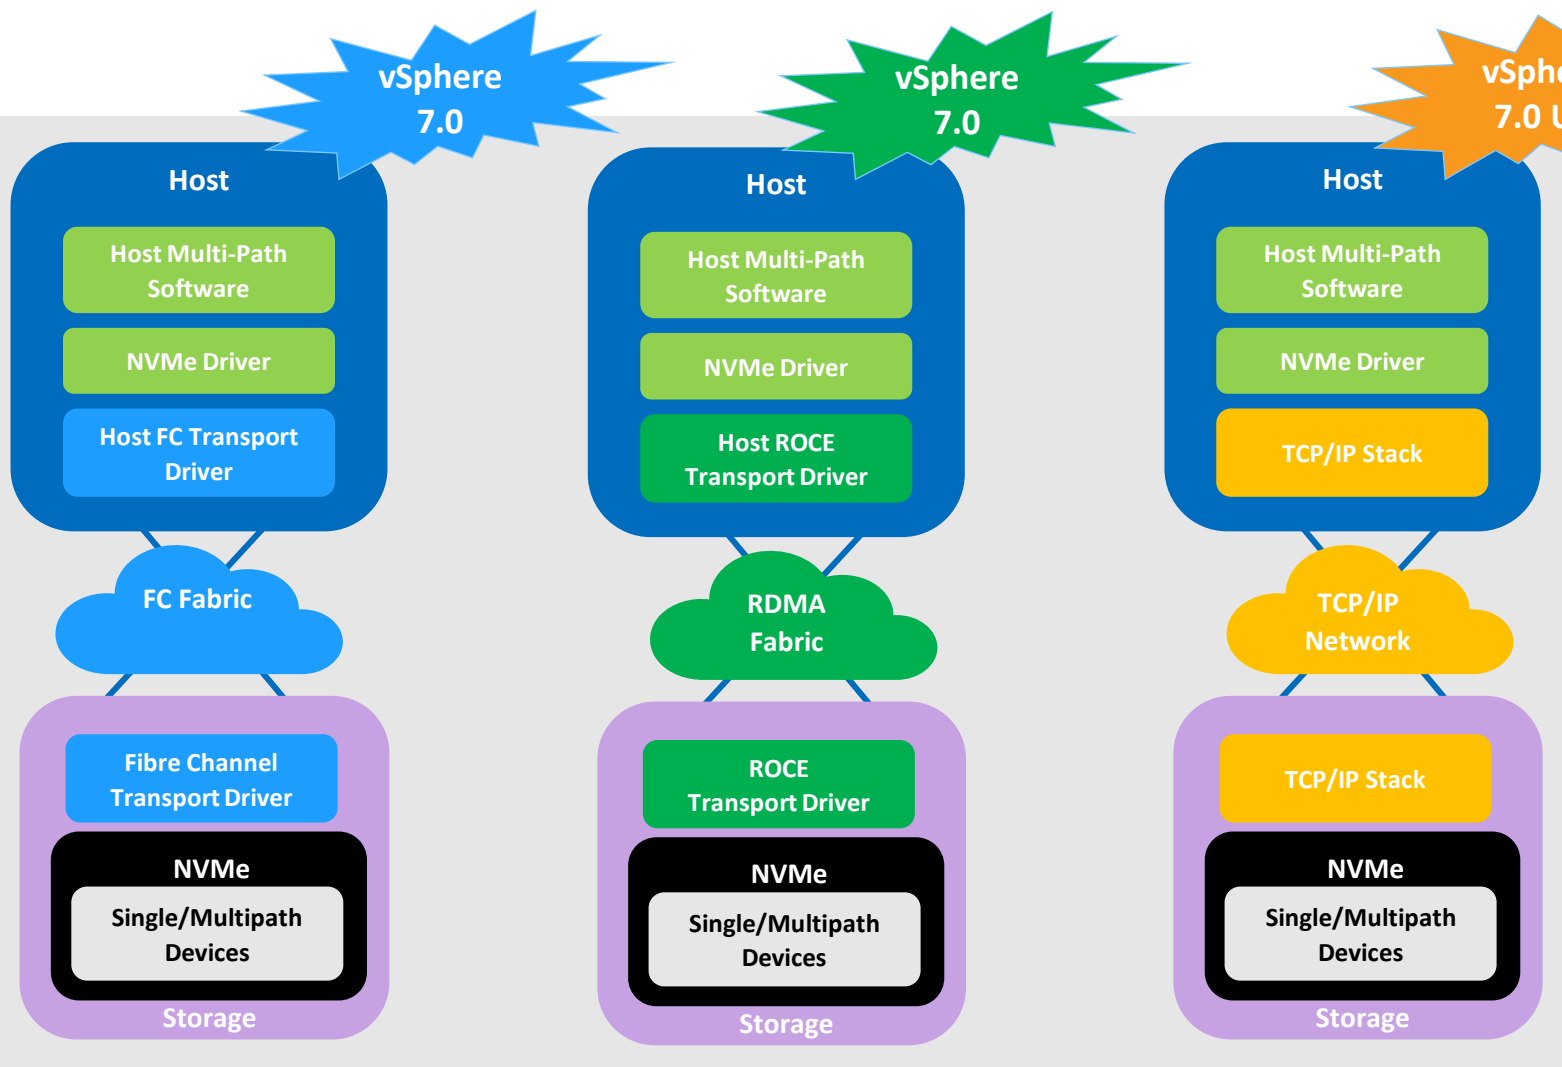 vSphere
7.0
Host
Host Multi-Path
Software
NVMe Driver
Host FC Transport
Driver
FC Fabric
Fibre Channel
Transport Driver
NVMe
Single/Multipath
Devices
Storage
vSphere
7.0
Host
Host Multi-Path
Software
NVMe Driver
Host ROCE
Transport Driver
RDMA
Fabric
ROCE
Transport Driver
NVMe
Single/Multipath
Devices
Storage
7.0
Host
Host Multi-Path
Software
NVMe Driver
TCP/IP Stack
TCP/IP
Network
TCP/IP Stack
NVMe
Single/Multipath
Devices
Storage